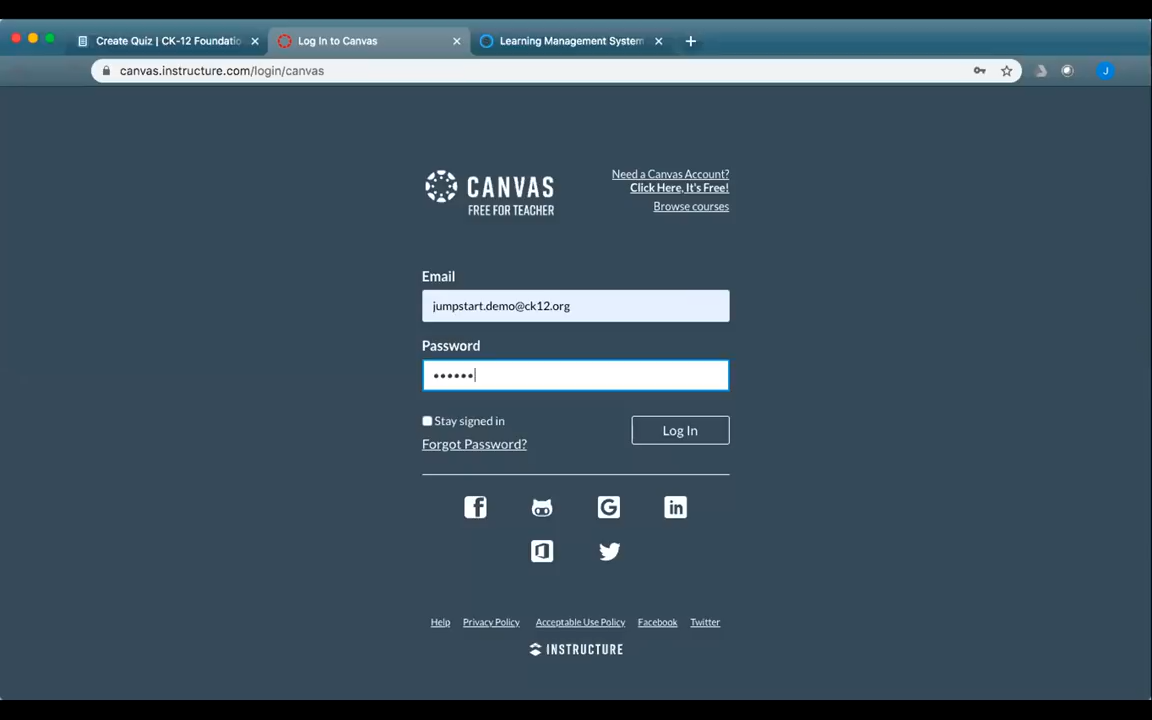 Create Quiz | CK-12 Foundatio
Log In to Canvas
Learning Management System
canvas.instructure.com/login/canvas
J
CANVAS
FREE FOR TEACHER
Need a Canvas Account?
Click Here, It's Free!
Browse courses
Email
jumpstart.demo@ck12.org
Password
••••••
Stay signed in
Log In
Forgot Password?
Help Privacy Policy Acceptable Use Policy Facebook Twitter
INSTRUCTURE